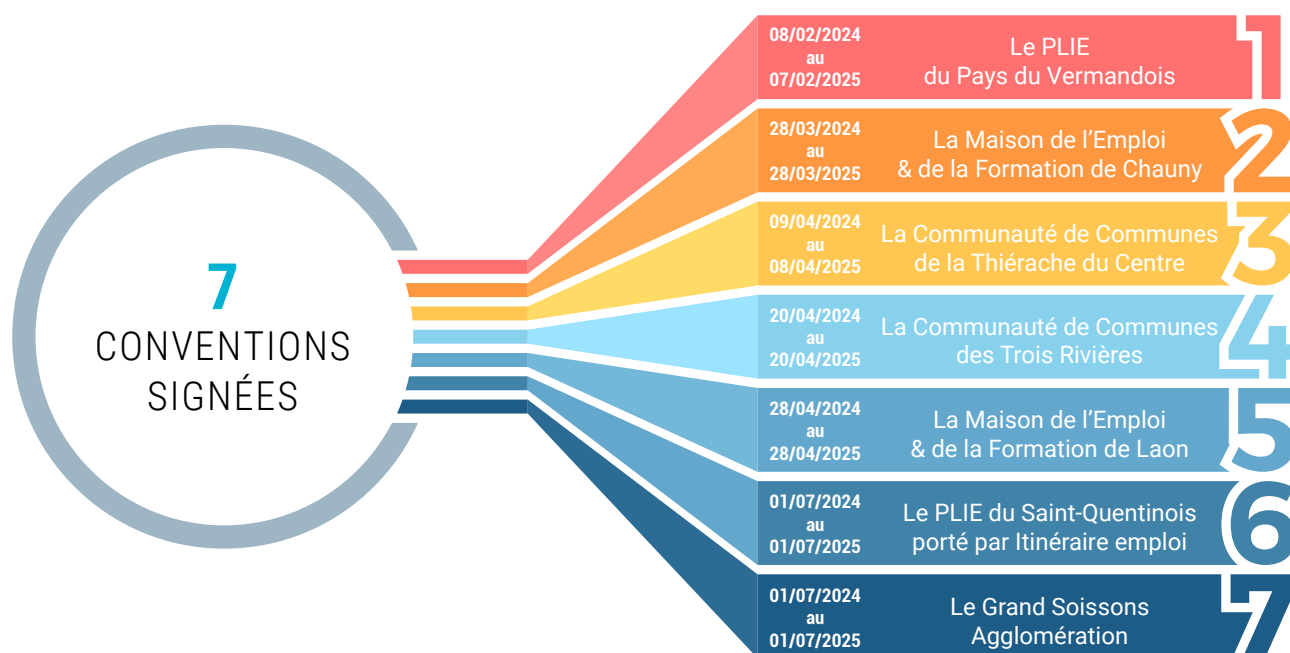 7
CONVENTIONS
SIGNÉES
08/02/2024
au
07/02/2025
Le PLIE
du Pays du Vermandois
1
28/03/2024
au
28/03/2025
La Maison de l'Emploi
& de la Formation de Chauny
2
09/04/2024
au
08/04/2025
La Communauté de Communes
de la Thiérache du Centre
3
20/04/2024
au
20/04/2025
La Communauté de Communes
des Trois Rivières
4
28/04/2024
au
28/04/2025
La Maison de l'Emploi
& de la Formation de Laon
5
01/07/2024
au
01/07/2025
Le PLIE du Saint-Quentinois
porté par Itinéraire emploi
6
01/07/2024
au
01/07/2025
Le Grand Soissons
Agglomération
7